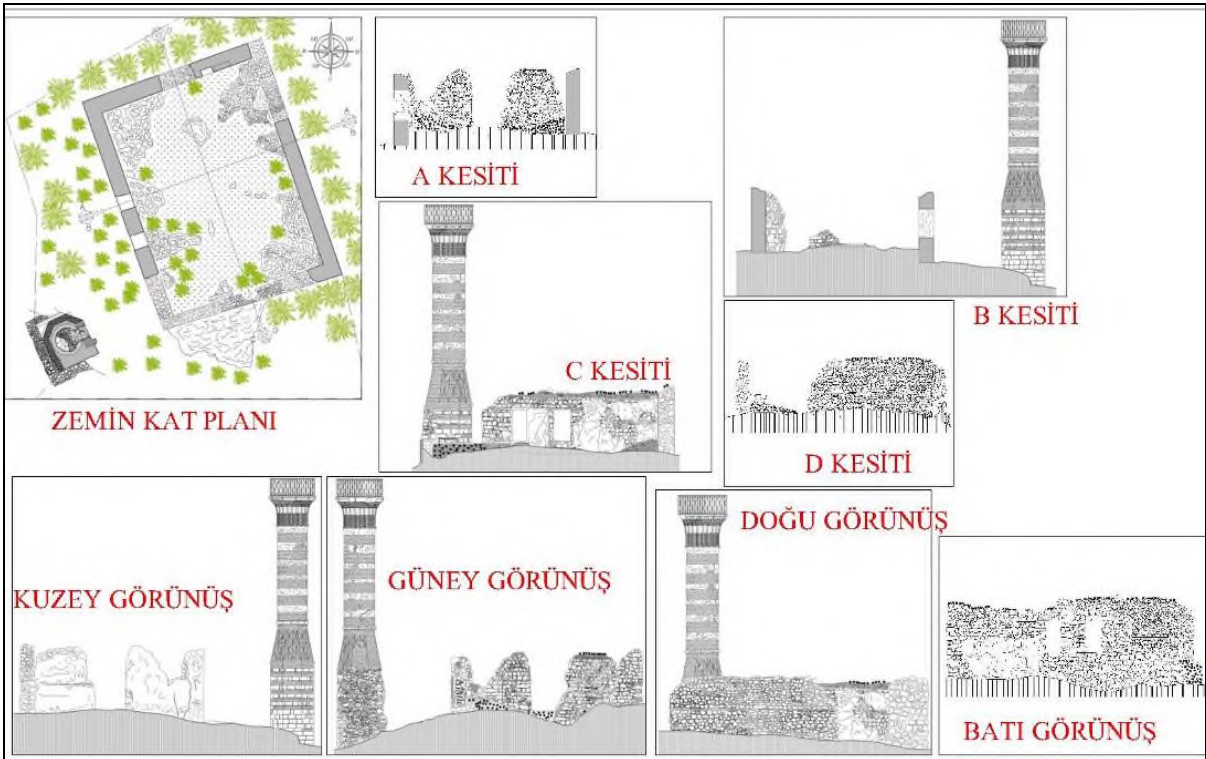 A KESİTİ
B KESİTİ
C KESİTİ
ZEMİN KAT PLANI
D KESİTİ
DOĞU GÖRÜNÜŞ
KUZEY GÖRÜNÜŞ
GÜNEY GÖRÜNÜŞ
BATI GÖRÜNÜŞ